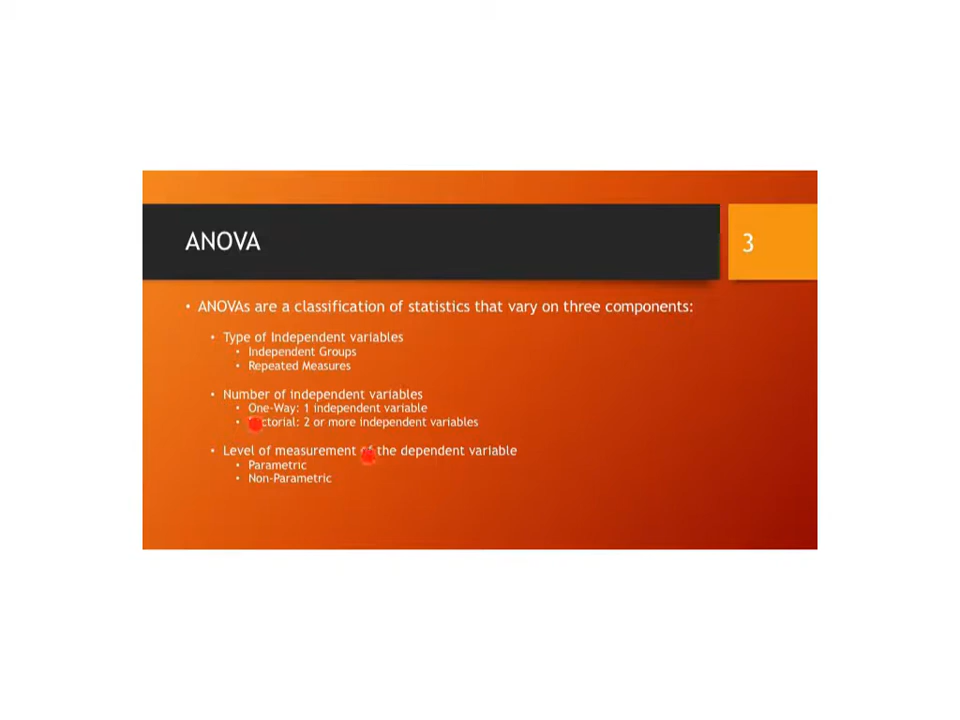 ANOVA
3
• ANOVAs are a classification of statistics that vary on three components:
• Type of Independent variables
• Independent Groups
• Repeated Measures
• Number of independent variables
• One-Way: 1 independent variable
• ctorial: 2 or more independent variables
• Level of measurement of the dependent variable
• Parametric
• Non-Parametric